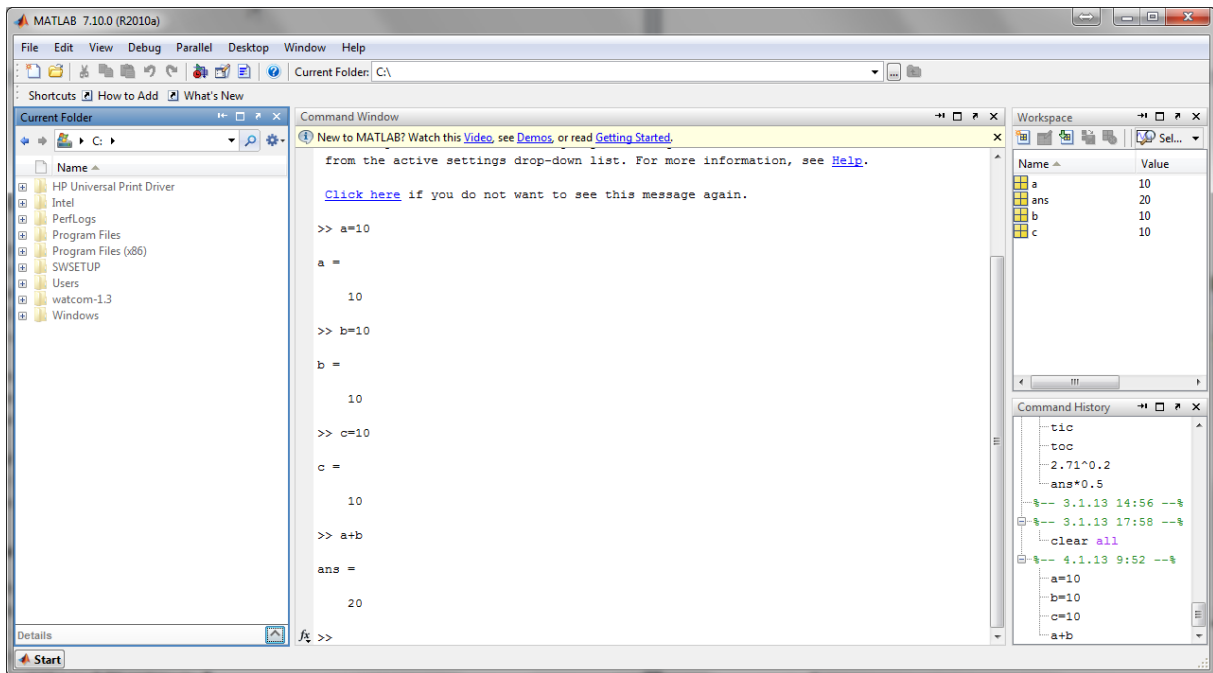 MATLAB 7.10.0 (R2010a)
File Edit View Debug Parallel Desktop Window Help
Current Folder: C:\
Shortcuts How to Add What's New
Current Folder
C:
Name
HP Universal Print Driver
Intel
PerfLogs
Program Files
Program Files (x86)
SWSETUP
Users
watcom-1.3
Windows
Details
Command Window
New to MATLAB? Watch this Video, see Demos, or read Getting Started.
from the active settings drop-down list. For more information, see Help.
Click here if you do not want to see this message again.
>> a=10
a =
10
>> b=10
b =
10
>> c=10
c =
10
>> a+b
ans =
20
fx >>
Workspace
Sel...
Name Value
a 10
ans 20
b 10
c 10
Command History
tic
toc
2.71^0.2
ans*0.5
%-- 3.1.13 14:56 --%
%-- 3.1.13 17:58 --%
clear all
%-- 4.1.13 9:52 --%
a=10
b=10
c=10
a+b
Start